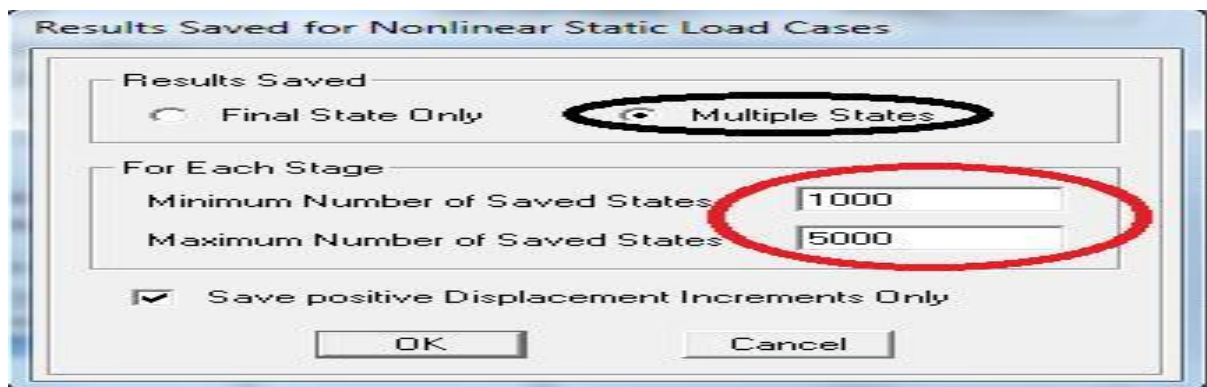 Results Saved for Nonlinear Static Load Cases
Results Saved
Final State Only Multiple States
For Each Stage
Minimum Number of Saved States 1000
Maximum Number of Saved States 5000
Save positive Displacement Increments Only
OK Cancel